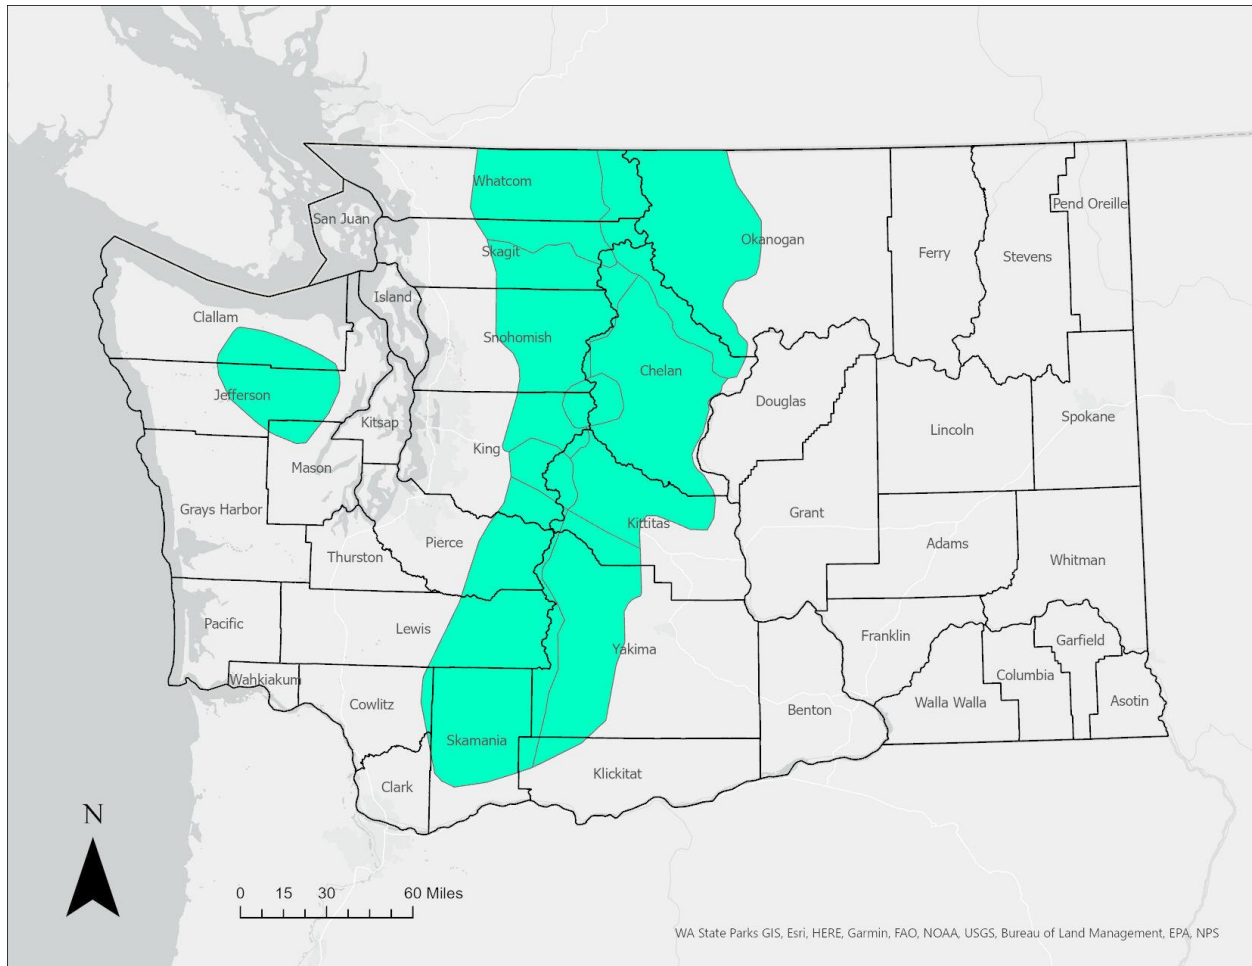 Whatcom
San Juan
Pend Oreille
Okanogan
Skagit
Ferry
Stevens
Island
Clallam
Snohomish
Chelan
Jefferson
Douglas
Spokane
Kitsap
Lincoln
King
Mason
Grays Harbor
Grant
Kittitas
Pierce
Adams
Thurston
Whitman
Pacific
Lewis
Franklin
Garfield
Yakima
Wahkiakum
Columbia
Cowlitz
Walla Walla
Asotin
Benton
Skamania
Klickitat
Clark
N
0 15 30 60 Miles
WA State Parks GIS, Esri, HERE, Garmin, FAO, NOAA, USGS, Bureau of Land Management, EPA, NPS